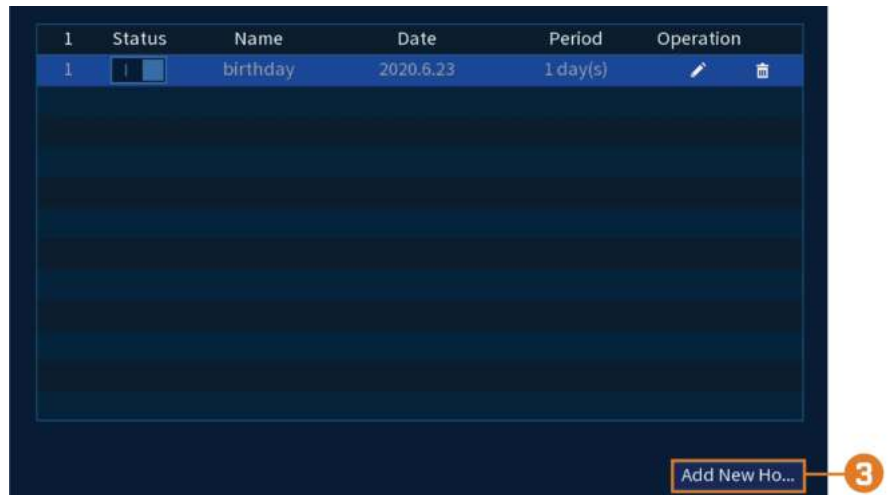 1 Status Name Date Period Operation
1 birthday 2020.6.23 1 day(s)
Add New Ho...
3